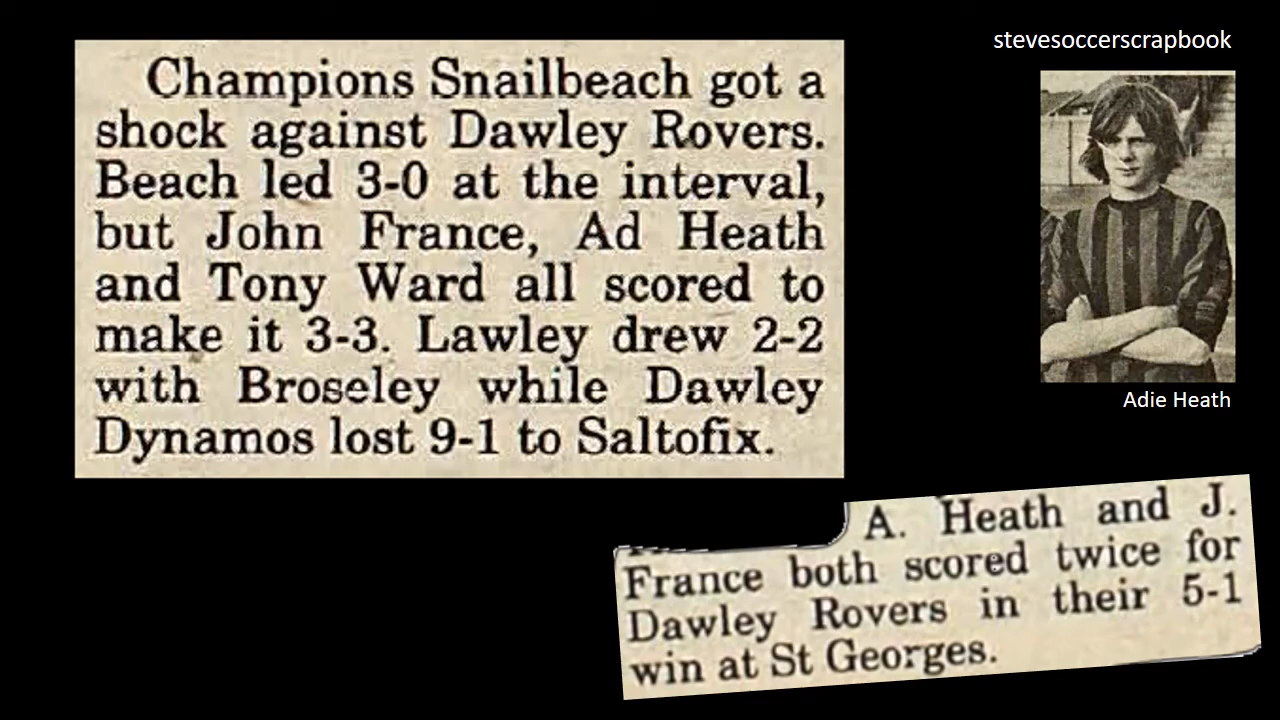 stevesoccerscrapbook
Champions Snailbeach got a
shock against Dawley Rovers.
Beach led 3-0 at the interval,
but John France, Ad Heath
and Tony Ward all scored to
make it 3-3. Lawley drew 2-2
with Broseley while Dawley
Dynamos lost 9-1 to Saltofix.
Adie Heath
A. Heath and J.
France both scored twice for
Dawley Rovers in their 5-1
win at St Georges.